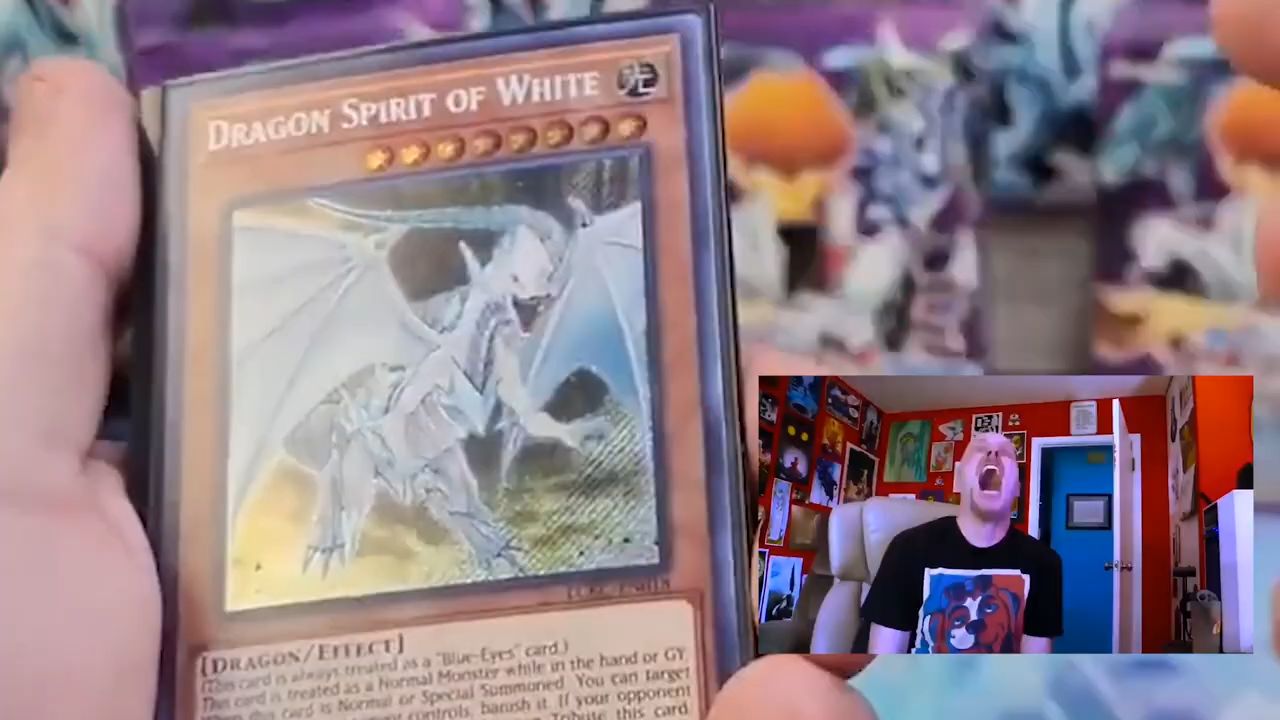 DRAGON SPIRIT OF WHITE
[DRAGON/EFFECT]
(This card is always treated as a "Blue-Eyes" card.)
This card is treated as a Normal Monster while in the hand or GY.
When this card is Normal or Special Summoned: You can target
controls; banish it. If your opponent
Tribute this card